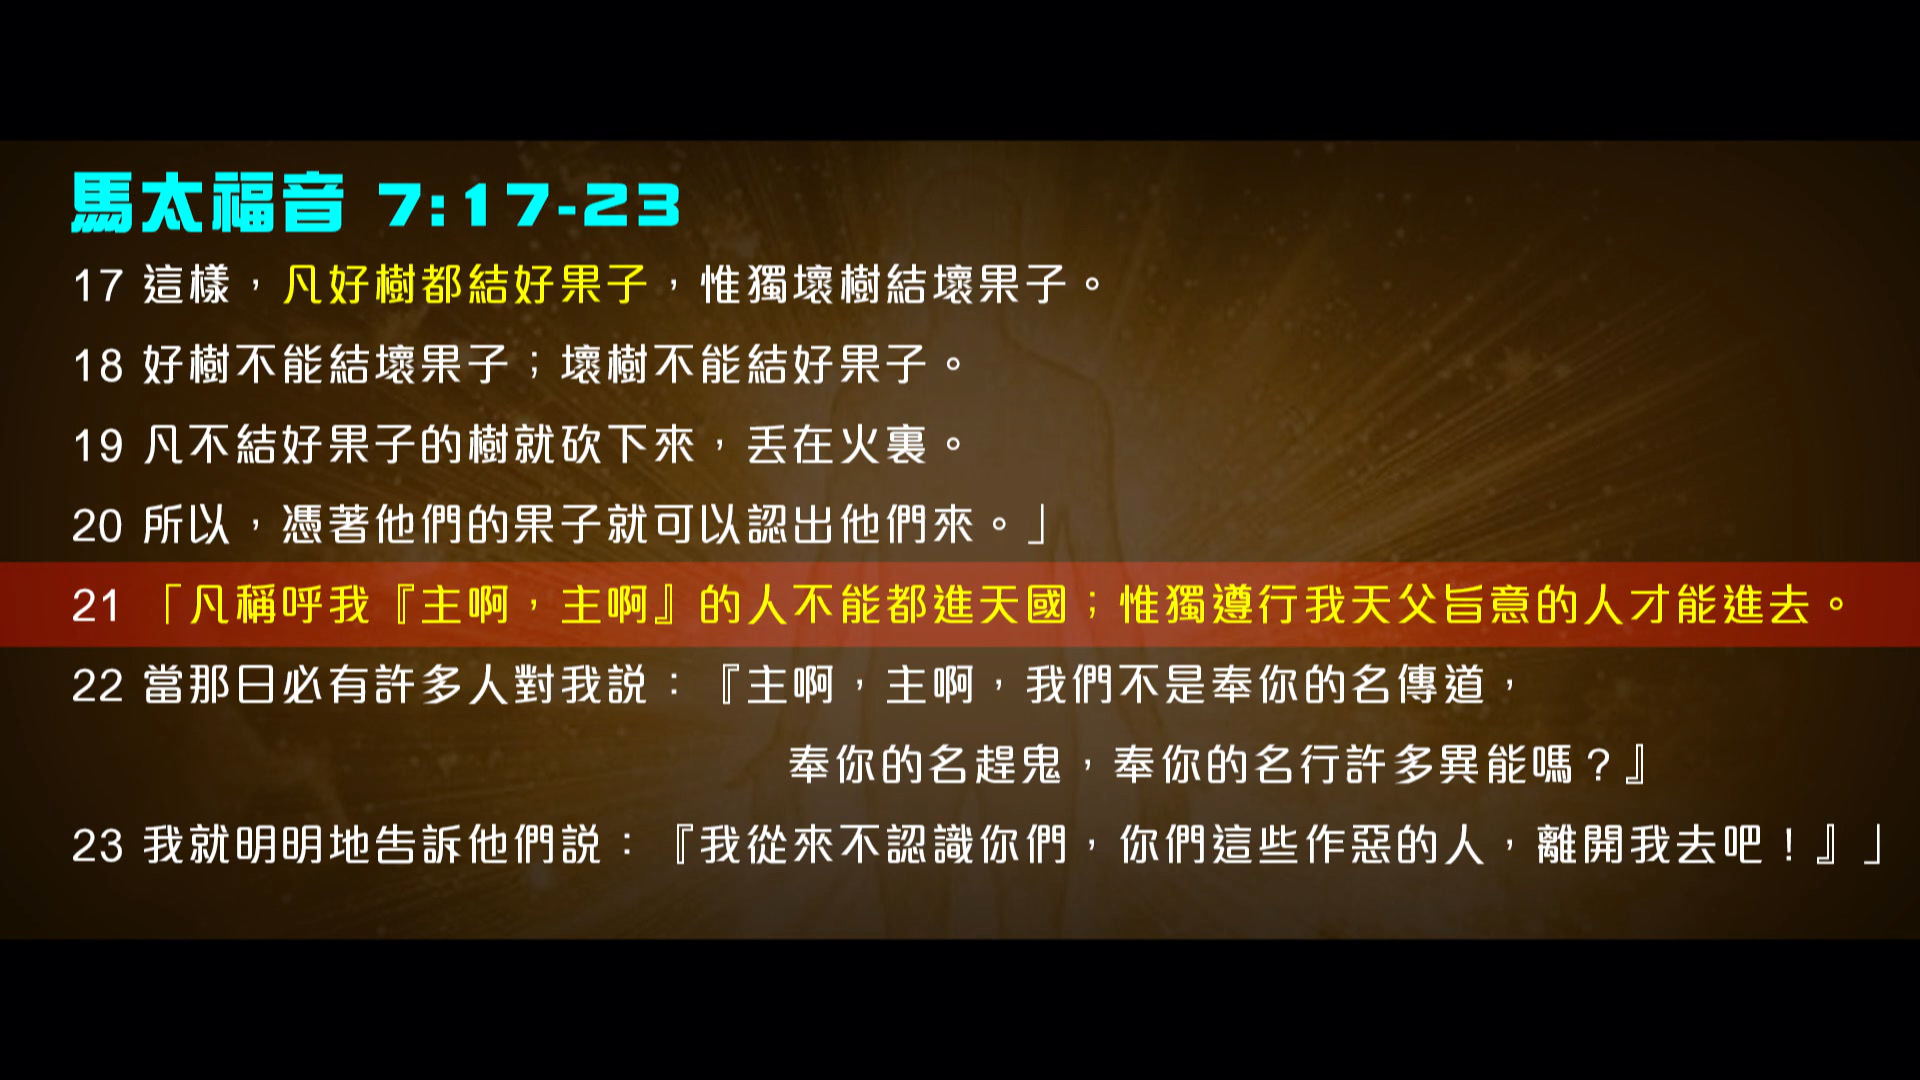 馬太福音 7:17-23
17 這樣，凡好樹都結好果子，惟獨壞樹結壞果子。
18 好樹不能結壞果子；壞樹不能結好果子。
19 凡不結好果子的樹就砍下來，丟在火裏。
20 所以，憑著他們的果子就可以認出他們來。」
21 「凡稱呼我『主啊，主啊』的人不能都進天國；惟獨遵行我天父旨意的人才能進去。
22 當那日必有許多人對我説：『主啊，主啊，我們不是奉你的名傳道，
奉你的名趕鬼，奉你的名行許多異能嗎？』
23 我就明明地告訴他們説：『我從來不認識你們，你們這些作惡的人，離開我去吧！』」